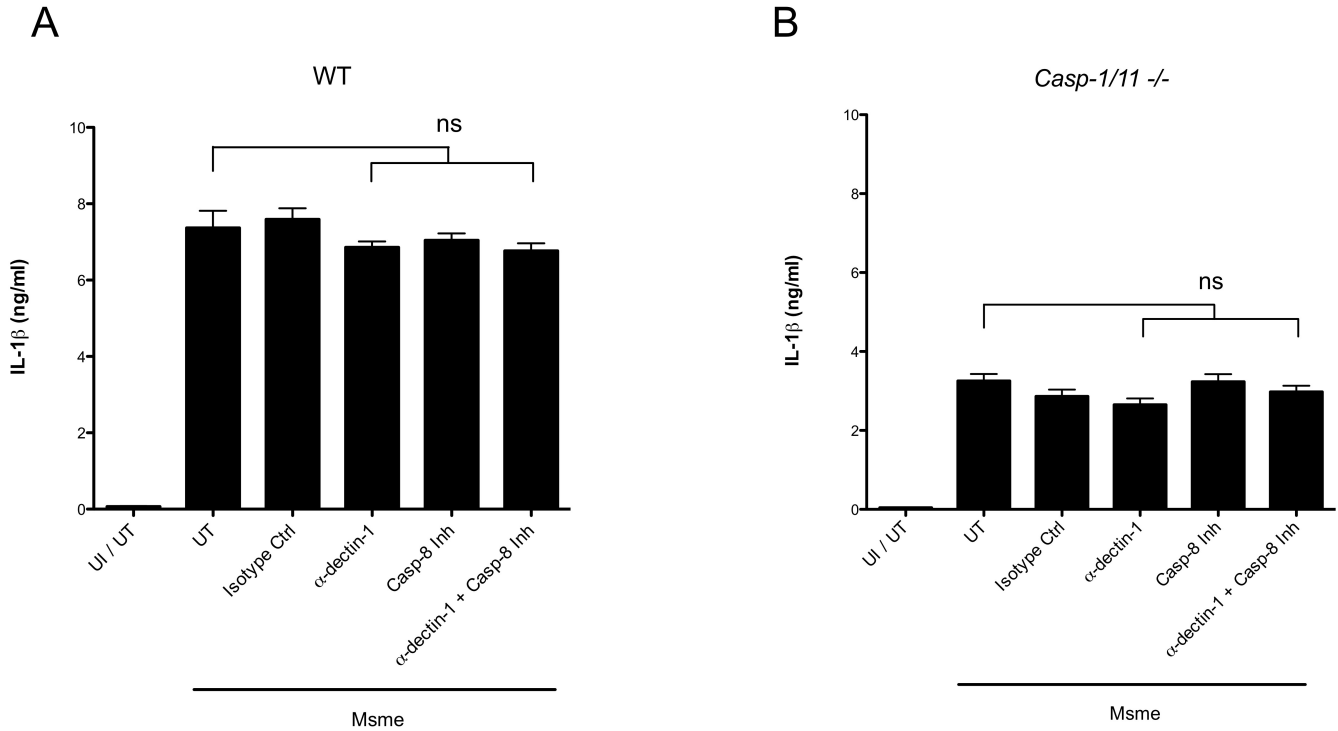 A
WT
ns
10
8
6
4
2
0
IL-1β (ng/ml)
UI / UT
UT
Isotype Ctrl
α-dectin-1
Casp-8 Inh
α-dectin-1 + Casp-8 Inh
Msme
B
Casp-1/11 -/-
ns
10
8
6
4
2
0
IL-1β (ng/ml)
UI / UT
UT
Isotype Ctrl
α-dectin-1
Casp-8 Inh
α-dectin-1 + Casp-8 Inh
Msme